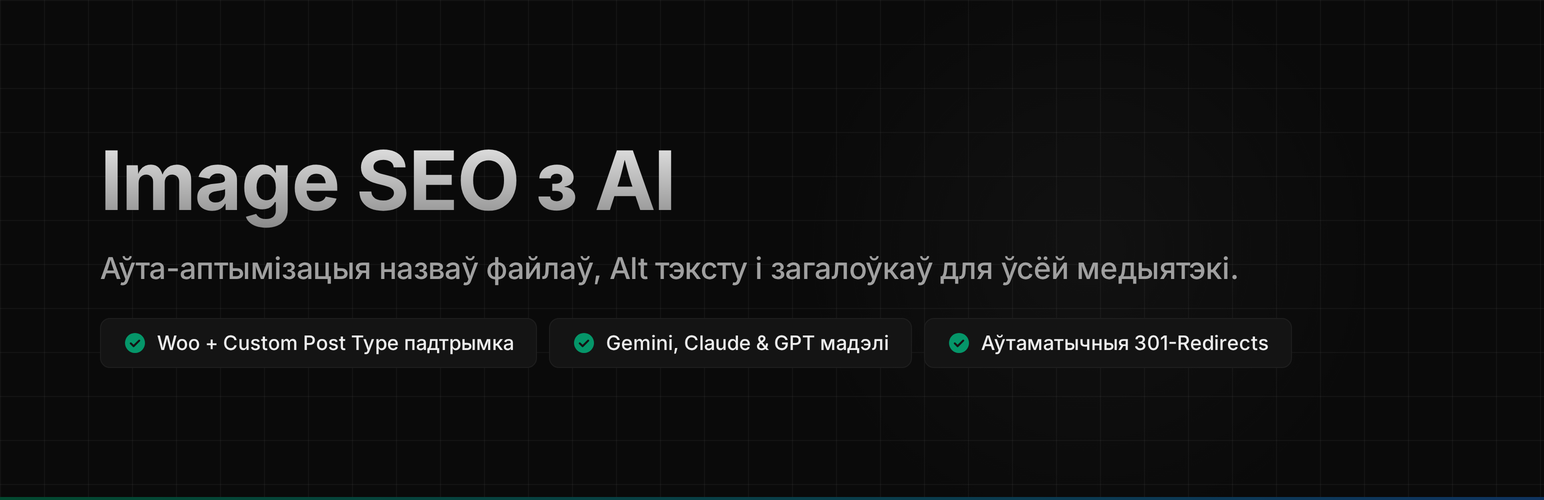 Image SEO з AI
Аўта-аптымізацыя назваў файлаў, Alt тэксту і загалоўкаў для ўсёй медыятэкі.
Woo + Custom Post Type падтрымка
Gemini, Claude & GPT мадэлі
Аўтаматычныя 301-Redirects